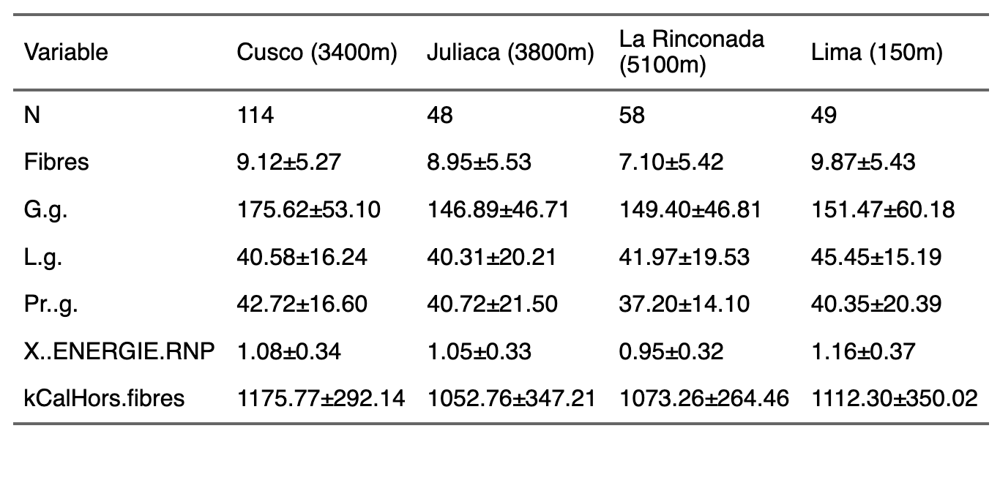 Variable Cusco (3400m) Juliaca (3800m) La Rinconada (5100m) Lima (150m)
N 114 48 58 49
Fibres 9.12±5.27 8.95±5.53 7.10±5.42 9.87±5.43
G.g. 175.62±53.10 146.89±46.71 149.40±46.81 151.47±60.18
L.g. 40.58±16.24 40.31±20.21 41.97±19.53 45.45±15.19
Pr..g. 42.72±16.60 40.72±21.50 37.20±14.10 40.35±20.39
X..ENERGIE.RNP 1.08±0.34 1.05±0.33 0.95±0.32 1.16±0.37
kCalHors.fibres 1175.77±292.14 1052.76±347.21 1073.26±264.46 1112.30±350.02